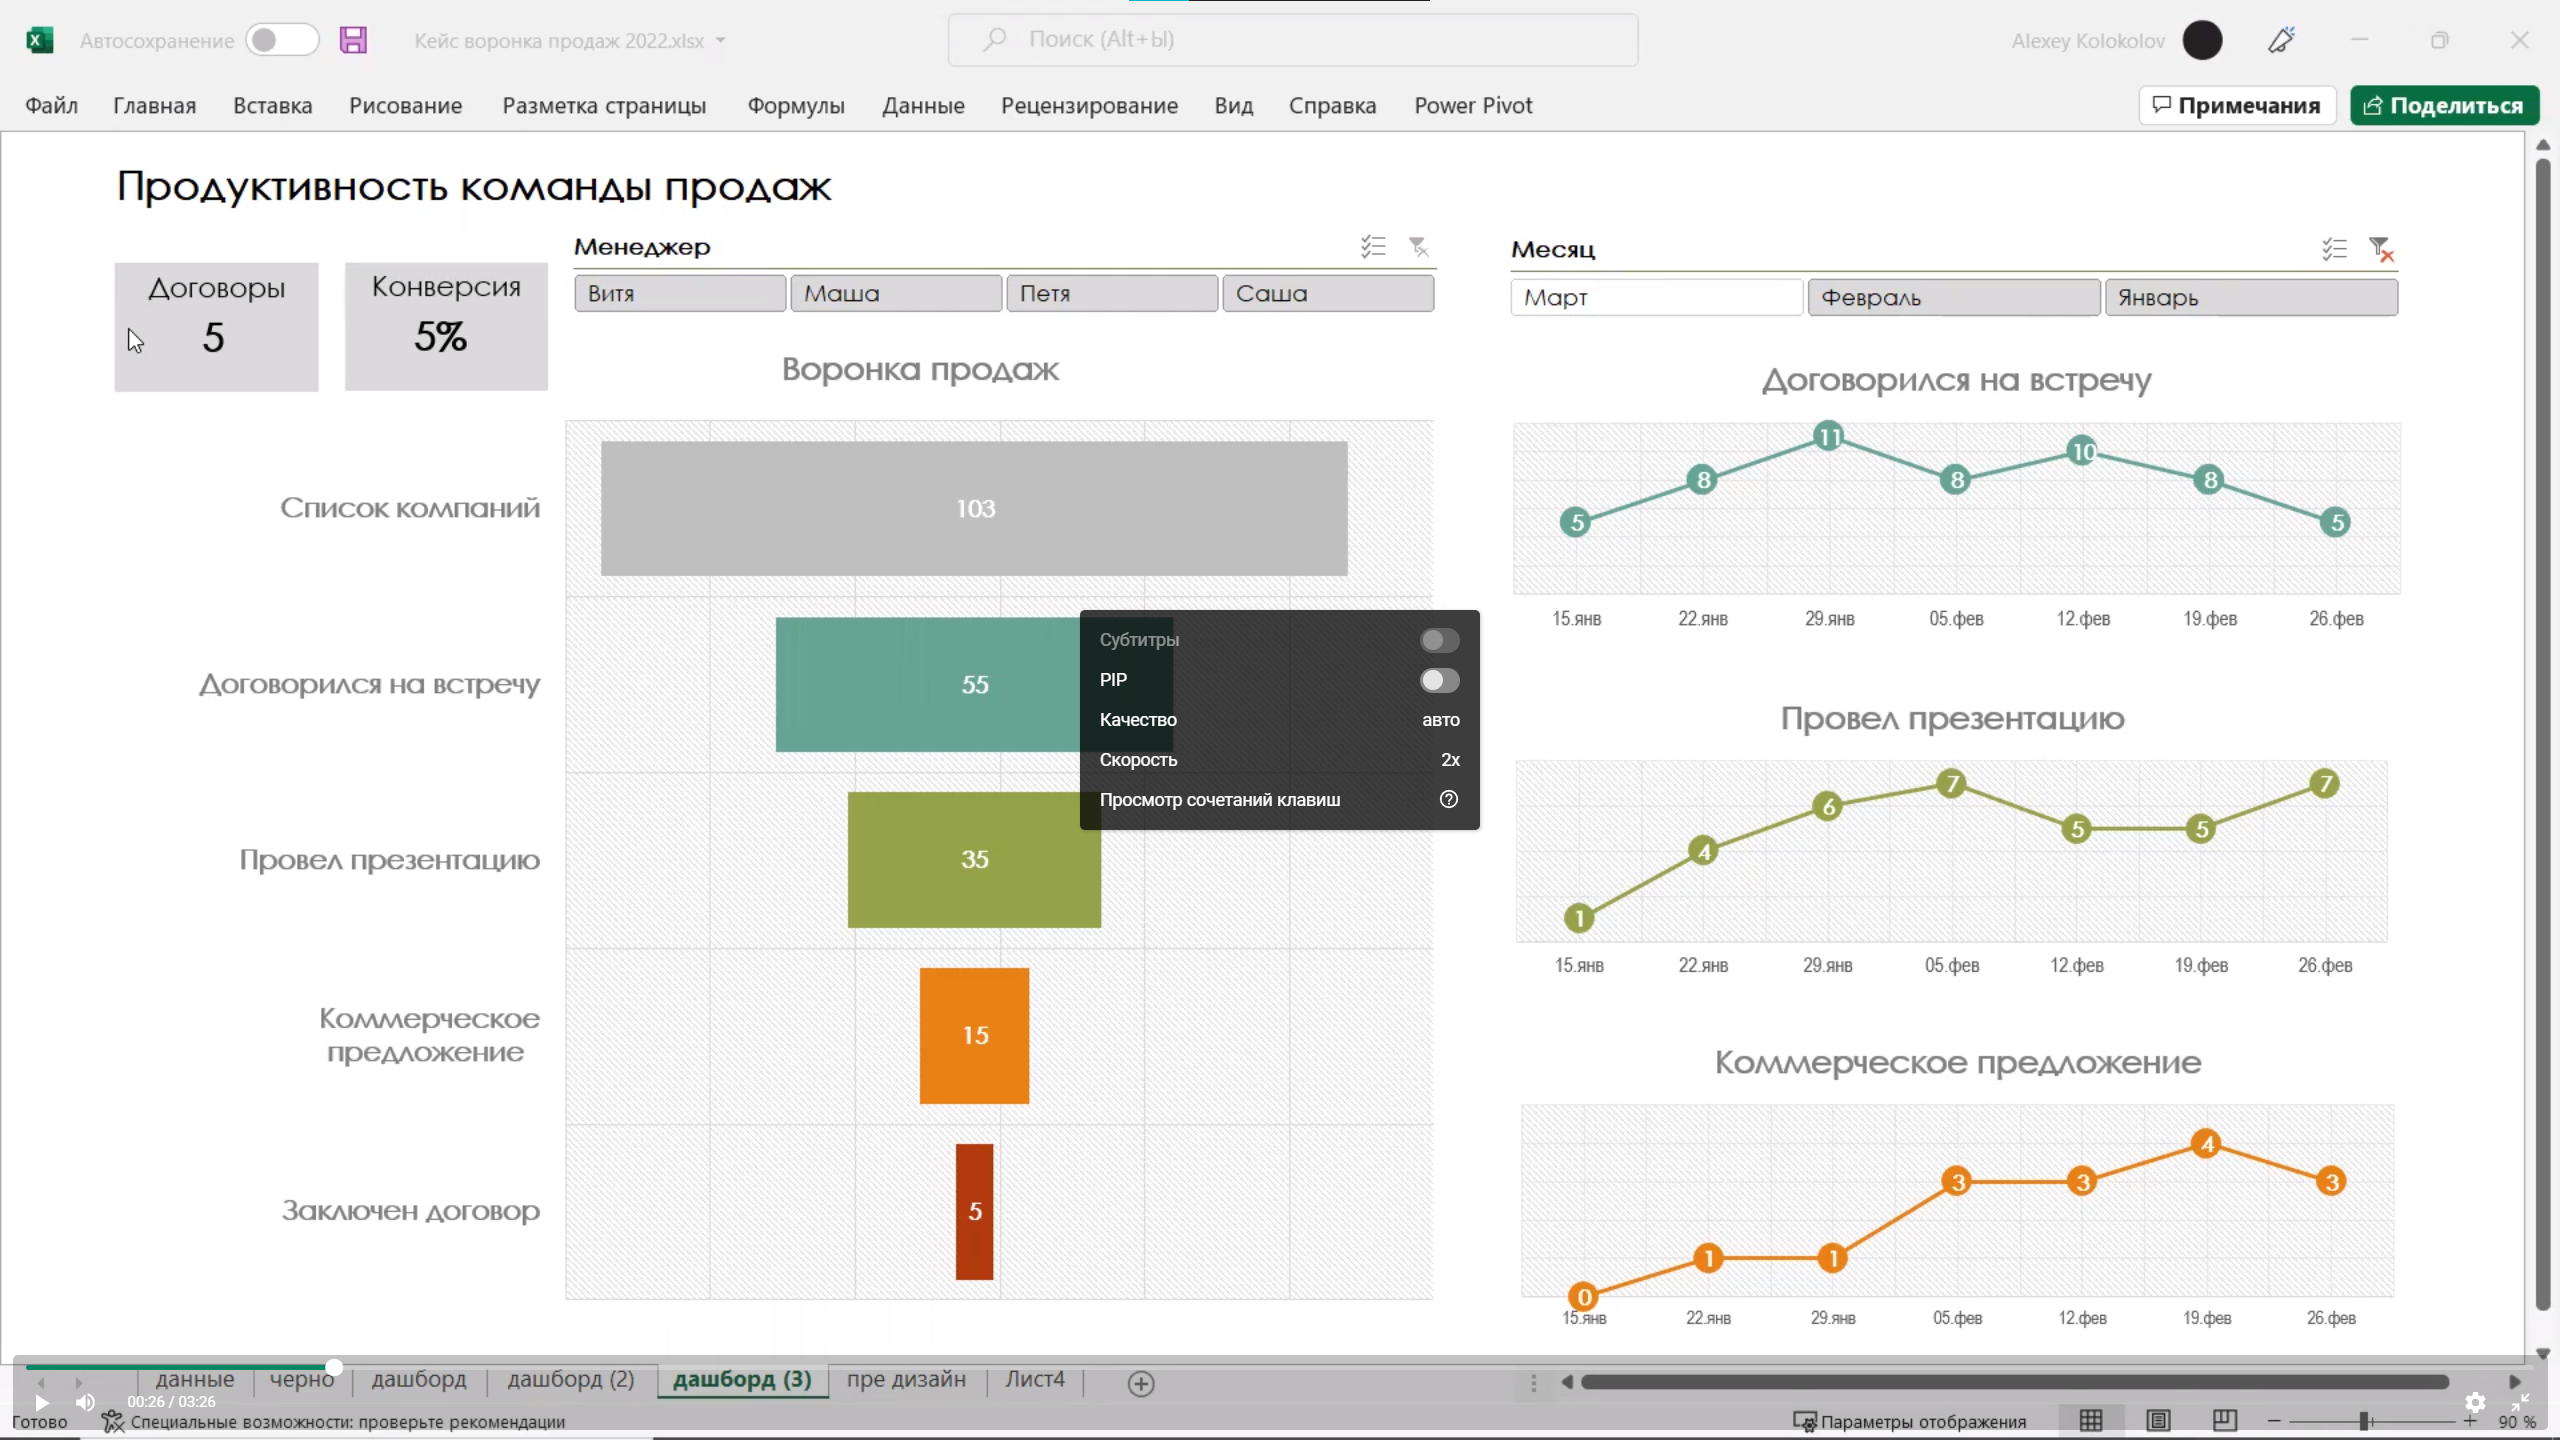 Автосохранение
Кейс воронка продаж 2022.xlsx
Поиск (Alt+Ы)
Alexey Kolokolov
Файл Главная Вставка Рисование Разметка страницы Формулы Данные Рецензирование Вид Справка Power Pivot
Примечания
Поделиться
Продуктивность команды продаж
Договоры
5
Конверсия
5%
Менеджер
Витя Маша Петя Саша
Месяц
Март Февраль Январь
Воронка продаж
Список компаний
103
Договорился на встречу
55
Провел презентацию
35
Коммерческое
предложение
15
Заключен договор
5
Субтитры
PIP
Качество авто
Скорость 2x
Просмотр сочетаний клавиш
Договорился на встречу
5 8 11 8 10 8 5
15.янв 22.янв 29.янв 05.фев 12.фев 19.фев 26.фев
Провел презентацию
1 4 6 7 5 5 7
15.янв 22.янв 29.янв 05.фев 12.фев 19.фев 26.фев
Коммерческое предложение
0 1 1 3 3 4 3
15.янв 22.янв 29.янв 05.фев 12.фев 19.фев 26.фев
данные черно дашборд дашборд (2) дашборд (3) пре дизайн Лист4
00:26 / 03:26
Готово
Специальные возможности: проверьте рекомендации
Параметры отображения
90 %